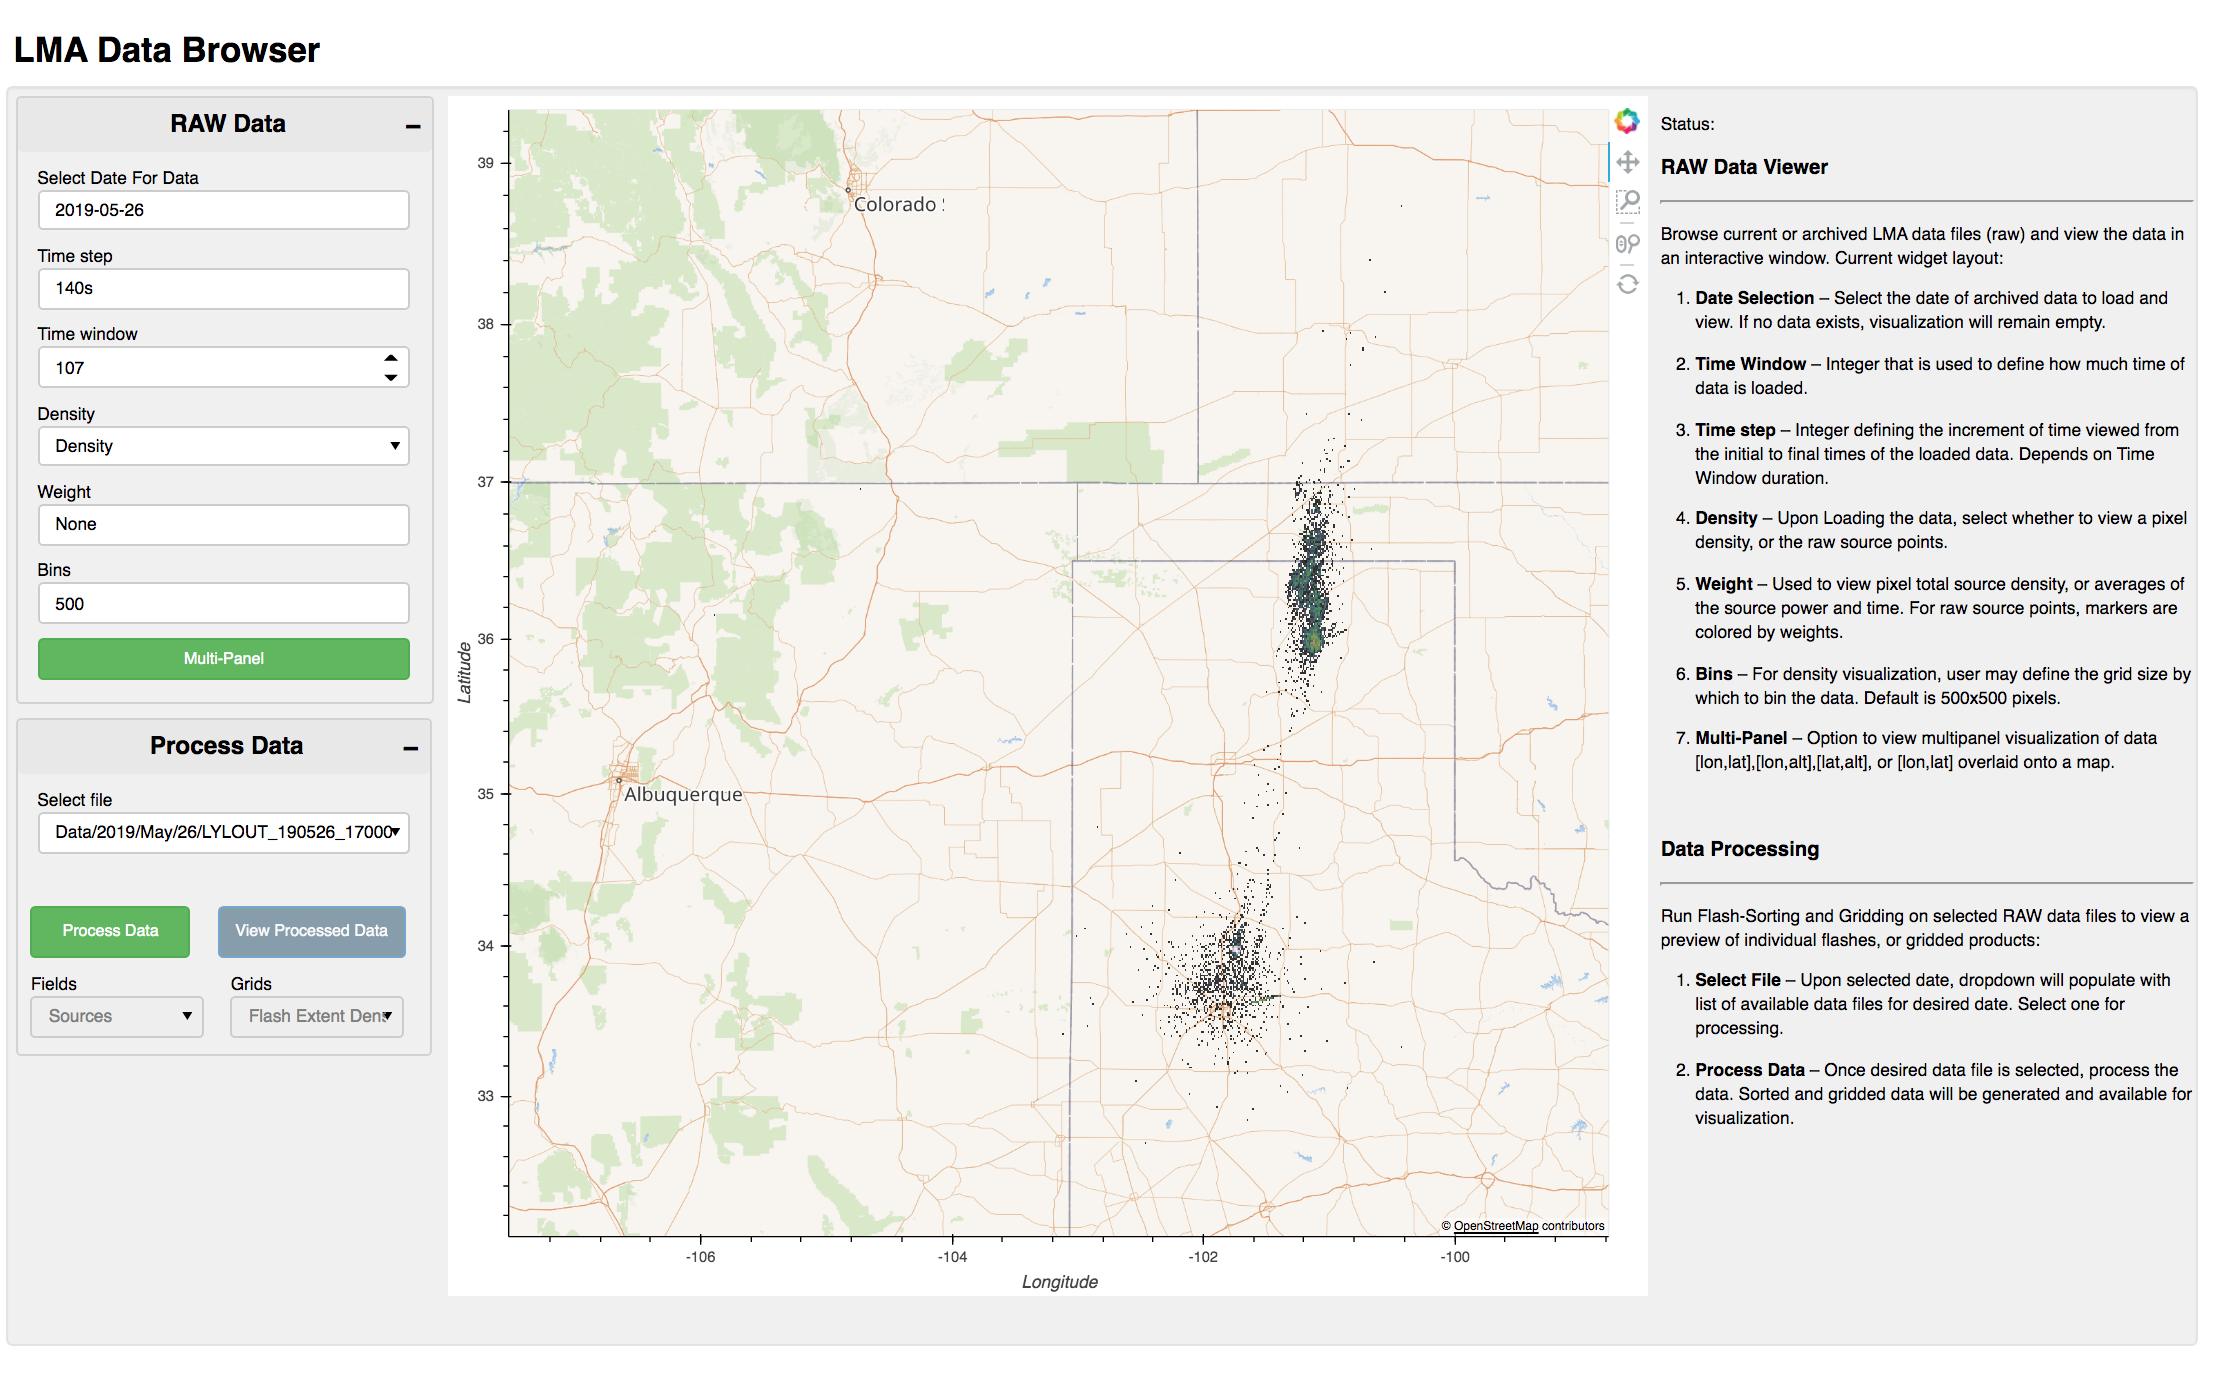 LMA Data Browser
RAW Data
Select Date For Data
2019-05-26
Time step
140s
Time window
107
Density
Density
Weight
None
Bins
500
Multi-Panel
Process Data
Select file
Data/2019/May/26/LYLOUT_190526_17000
Process Data
View Processed Data
Fields
Grids
Sources
Flash Extent Den
39
38
37
36
35
34
33
Latitude
Colorado
Albuquerque
© OpenStreetMap contributors
-106
-104
-102
-100
Longitude
Status:
RAW Data Viewer
Browse current or archived LMA data files (raw) and view the data in
an interactive window. Current widget layout:
1. Date Selection – Select the date of archived data to load and
view. If no data exists, visualization will remain empty.
2. Time Window – Integer that is used to define how much time of
data is loaded.
3. Time step – Integer defining the increment of time viewed from
the initial to final times of the loaded data. Depends on Time
Window duration.
4. Density – Upon Loading the data, select whether to view a pixel
density, or the raw source points.
5. Weight – Used to view pixel total source density, or averages of
the source power and time. For raw source points, markers are
colored by weights.
6. Bins – For density visualization, user may define the grid size by
which to bin the data. Default is 500x500 pixels.
7. Multi-Panel – Option to view multipanel visualization of data
[lon,lat],[lon,alt],[lat,alt], or [lon,lat] overlaid onto a map.
Data Processing
Run Flash-Sorting and Gridding on selected RAW data files to view a
preview of individual flashes, or gridded products:
1. Select File – Upon selected date, dropdown will populate with
list of available data files for desired date. Select one for
processing.
2. Process Data – Once desired data file is selected, process the
data. Sorted and gridded data will be generated and available for
visualization.